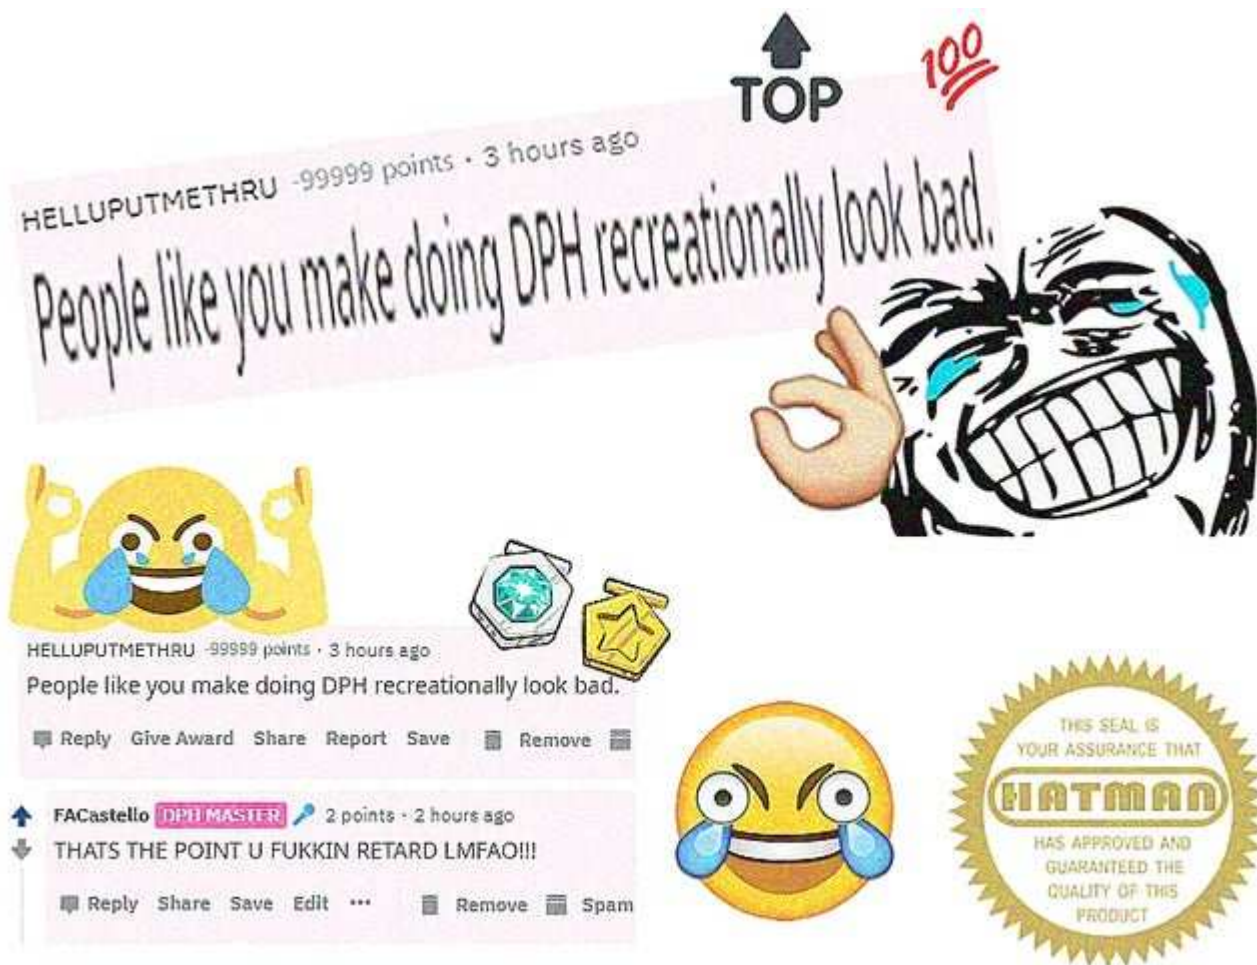 TOP
100
HELLUPUTMETHRU -99999 points · 3 hours ago
People like you make doing DPH recreationally look bad.
HELLUPUTMETHRU -99999 points · 3 hours ago
People like you make doing DPH recreationally look bad.
Reply Give Award Share Report Save Remove
FACastello DPH MASTER 2 points · 2 hours ago
THATS THE POINT U FUKKIN RETARD LMFAO!!!
Reply Share Save Edit ··· Remove Spam
THIS SEAL IS
YOUR ASSURANCE THAT
HATMAN
HAS APPROVED AND
GUARANTEED THE
QUALITY OF THIS
PRODUCT